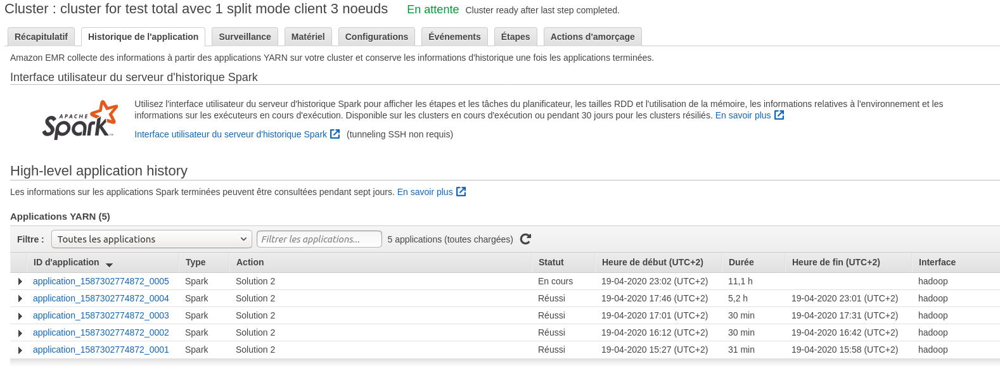 Cluster : cluster for test total avec 1 split mode client 3 noeuds En attente Cluster ready after last step completed.
Récapitulatif Historique de l'application Surveillance Matériel Configurations Événements Étapes Actions d'amorçage
Amazon EMR collecte des informations à partir des applications YARN sur votre cluster et conserve les informations d'historique une fois les applications terminées.
Interface utilisateur du serveur d'historique Spark
APACHE
Spark™
Utilisez l'interface utilisateur du serveur d'historique Spark pour afficher les étapes et les tâches du planificateur, les tailles RDD et l'utilisation de la mémoire, les informations relatives à l'environnement et les
informations sur les exécuteurs en cours d'exécution. Disponible sur les clusters en cours d'exécution ou pendant 30 jours pour les clusters résiliés. En savoir plus
Interface utilisateur du serveur d'historique Spark (tunneling SSH non requis)
High-level application history
Les informations sur les applications Spark terminées peuvent être consultées pendant sept jours. En savoir plus
Applications YARN (5)
Filtre : Toutes les applications Filtrer les applications... 5 applications (toutes chargées)
ID d'application Type Action Statut Heure de début (UTC+2) Durée Heure de fin (UTC+2) Interface
application_1587302774872_0005 Spark Solution 2 En cours 19-04-2020 23:02 (UTC+2) 11,1 h hadoop
application_1587302774872_0004 Spark Solution 2 Réussi 19-04-2020 17:46 (UTC+2) 5,2 h 19-04-2020 23:01 (UTC+2) hadoop
application_1587302774872_0003 Spark Solution 2 Réussi 19-04-2020 17:01 (UTC+2) 30 min 19-04-2020 17:31 (UTC+2) hadoop
application_1587302774872_0002 Spark Solution 2 Réussi 19-04-2020 16:12 (UTC+2) 30 min 19-04-2020 16:42 (UTC+2) hadoop
application_1587302774872_0001 Spark Solution 2 Réussi 19-04-2020 15:27 (UTC+2) 31 min 19-04-2020 15:58 (UTC+2) hadoop